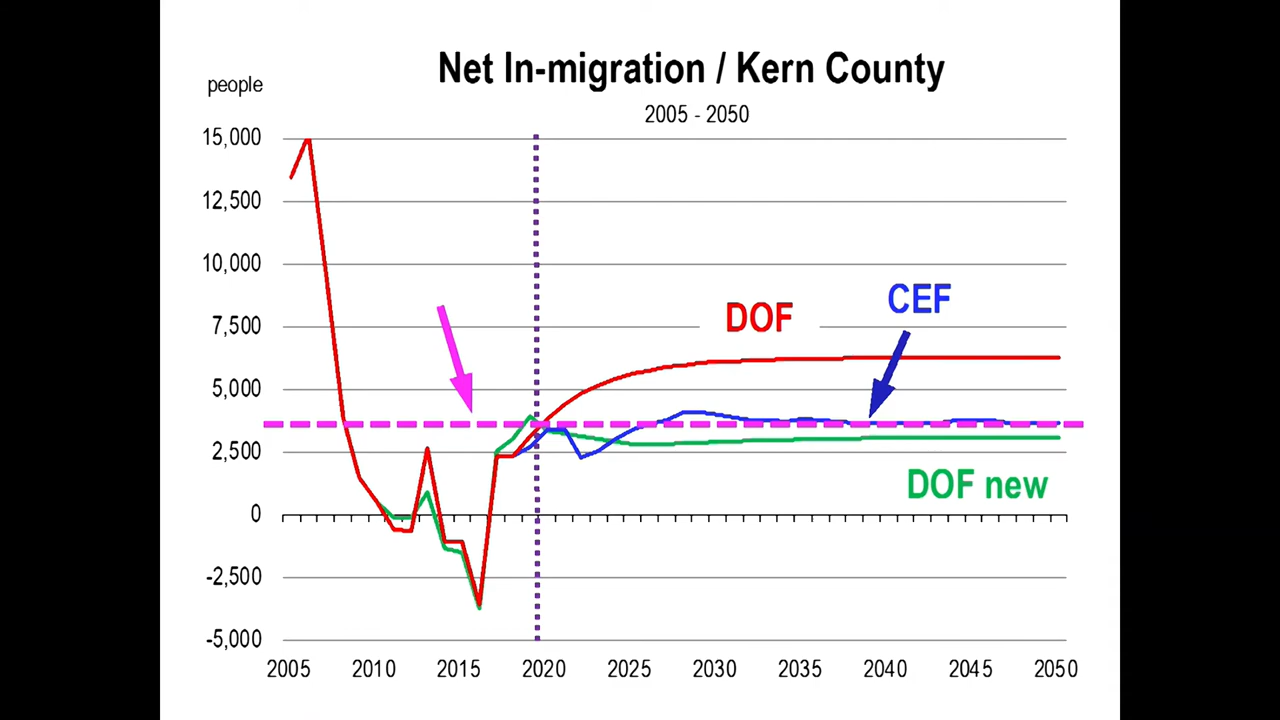 Net In-migration / Kern County
people
2005 - 2050
15,000
12,500
10,000
7,500
5,000
2,500
0
-2,500
-5,000
DOF
CEF
DOF new
2005 2010 2015 2020 2025 2030 2035 2040 2045 2050